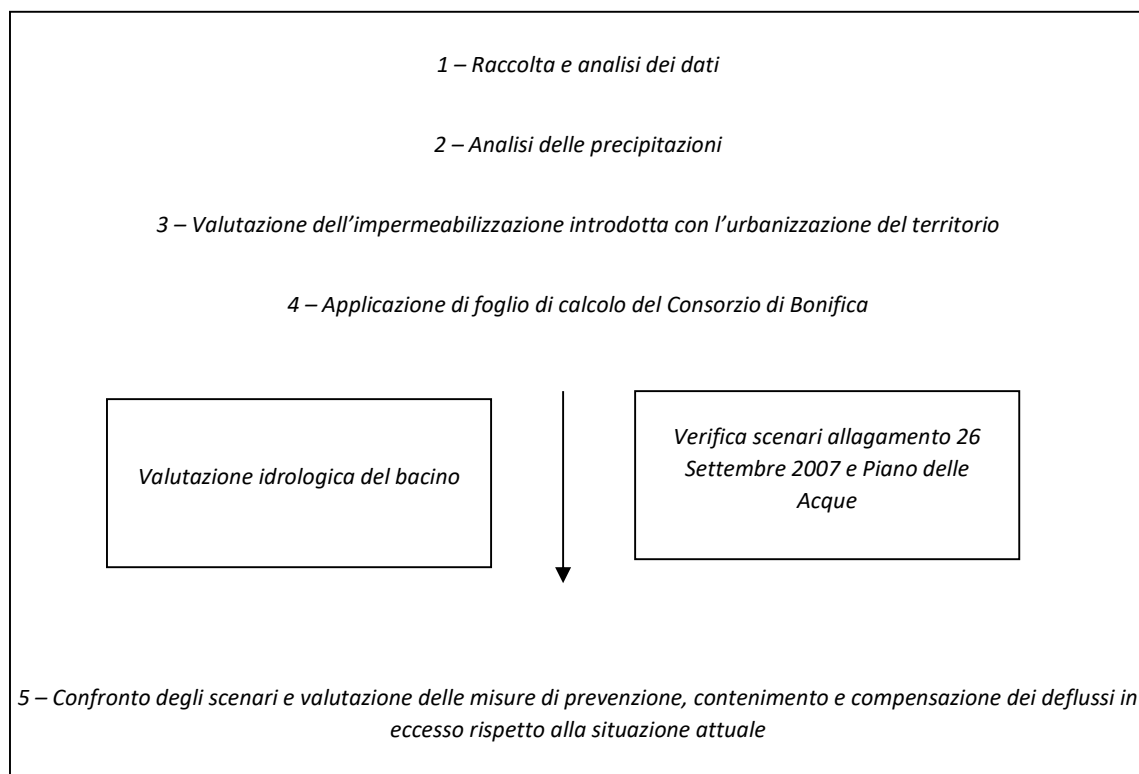 1 – Raccolta e analisi dei dati
2 – Analisi delle precipitazioni
3 – Valutazione dell’impermeabilizzazione introdotta con l’urbanizzazione del territorio
4 – Applicazione di foglio di calcolo del Consorzio di Bonifica
Valutazione idrologica del bacino
Verifica scenari allagamento 26
Settembre 2007 e Piano delle
Acque
5 – Confronto degli scenari e valutazione delle misure di prevenzione, contenimento e compensazione dei deflussi in
eccesso rispetto alla situazione attuale